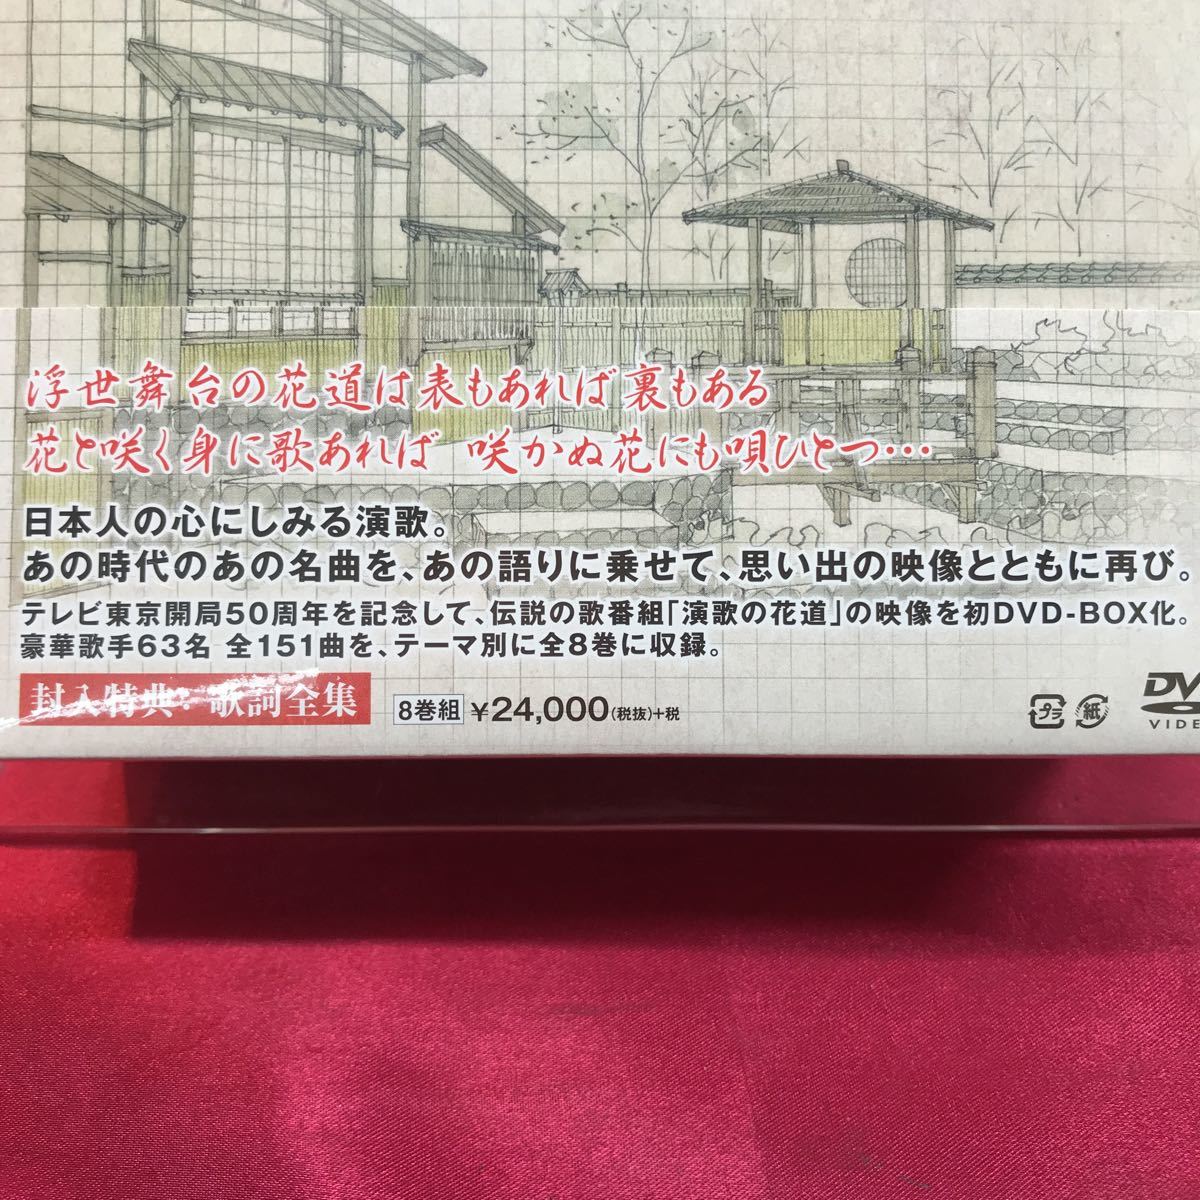 浮世舞台の花道は表もあれば裏もある
花と咲く身に歌あれば 咲かぬ花にも唄ひとつ…
日本人の心にしみる演歌。
あの時代のあの名曲を、あの語りに乗せて、思い出の映像とともに再び。
テレビ東京開局50周年を記念して、伝説の歌番組「演歌の花道」の映像を初DVD-BOX化。
豪華歌手63名 全151曲を、テーマ別に全8巻に収録。
封入特典：歌詞全集 8巻組 ¥24,000(税抜)+税 プラ 紙
DV
VIDE